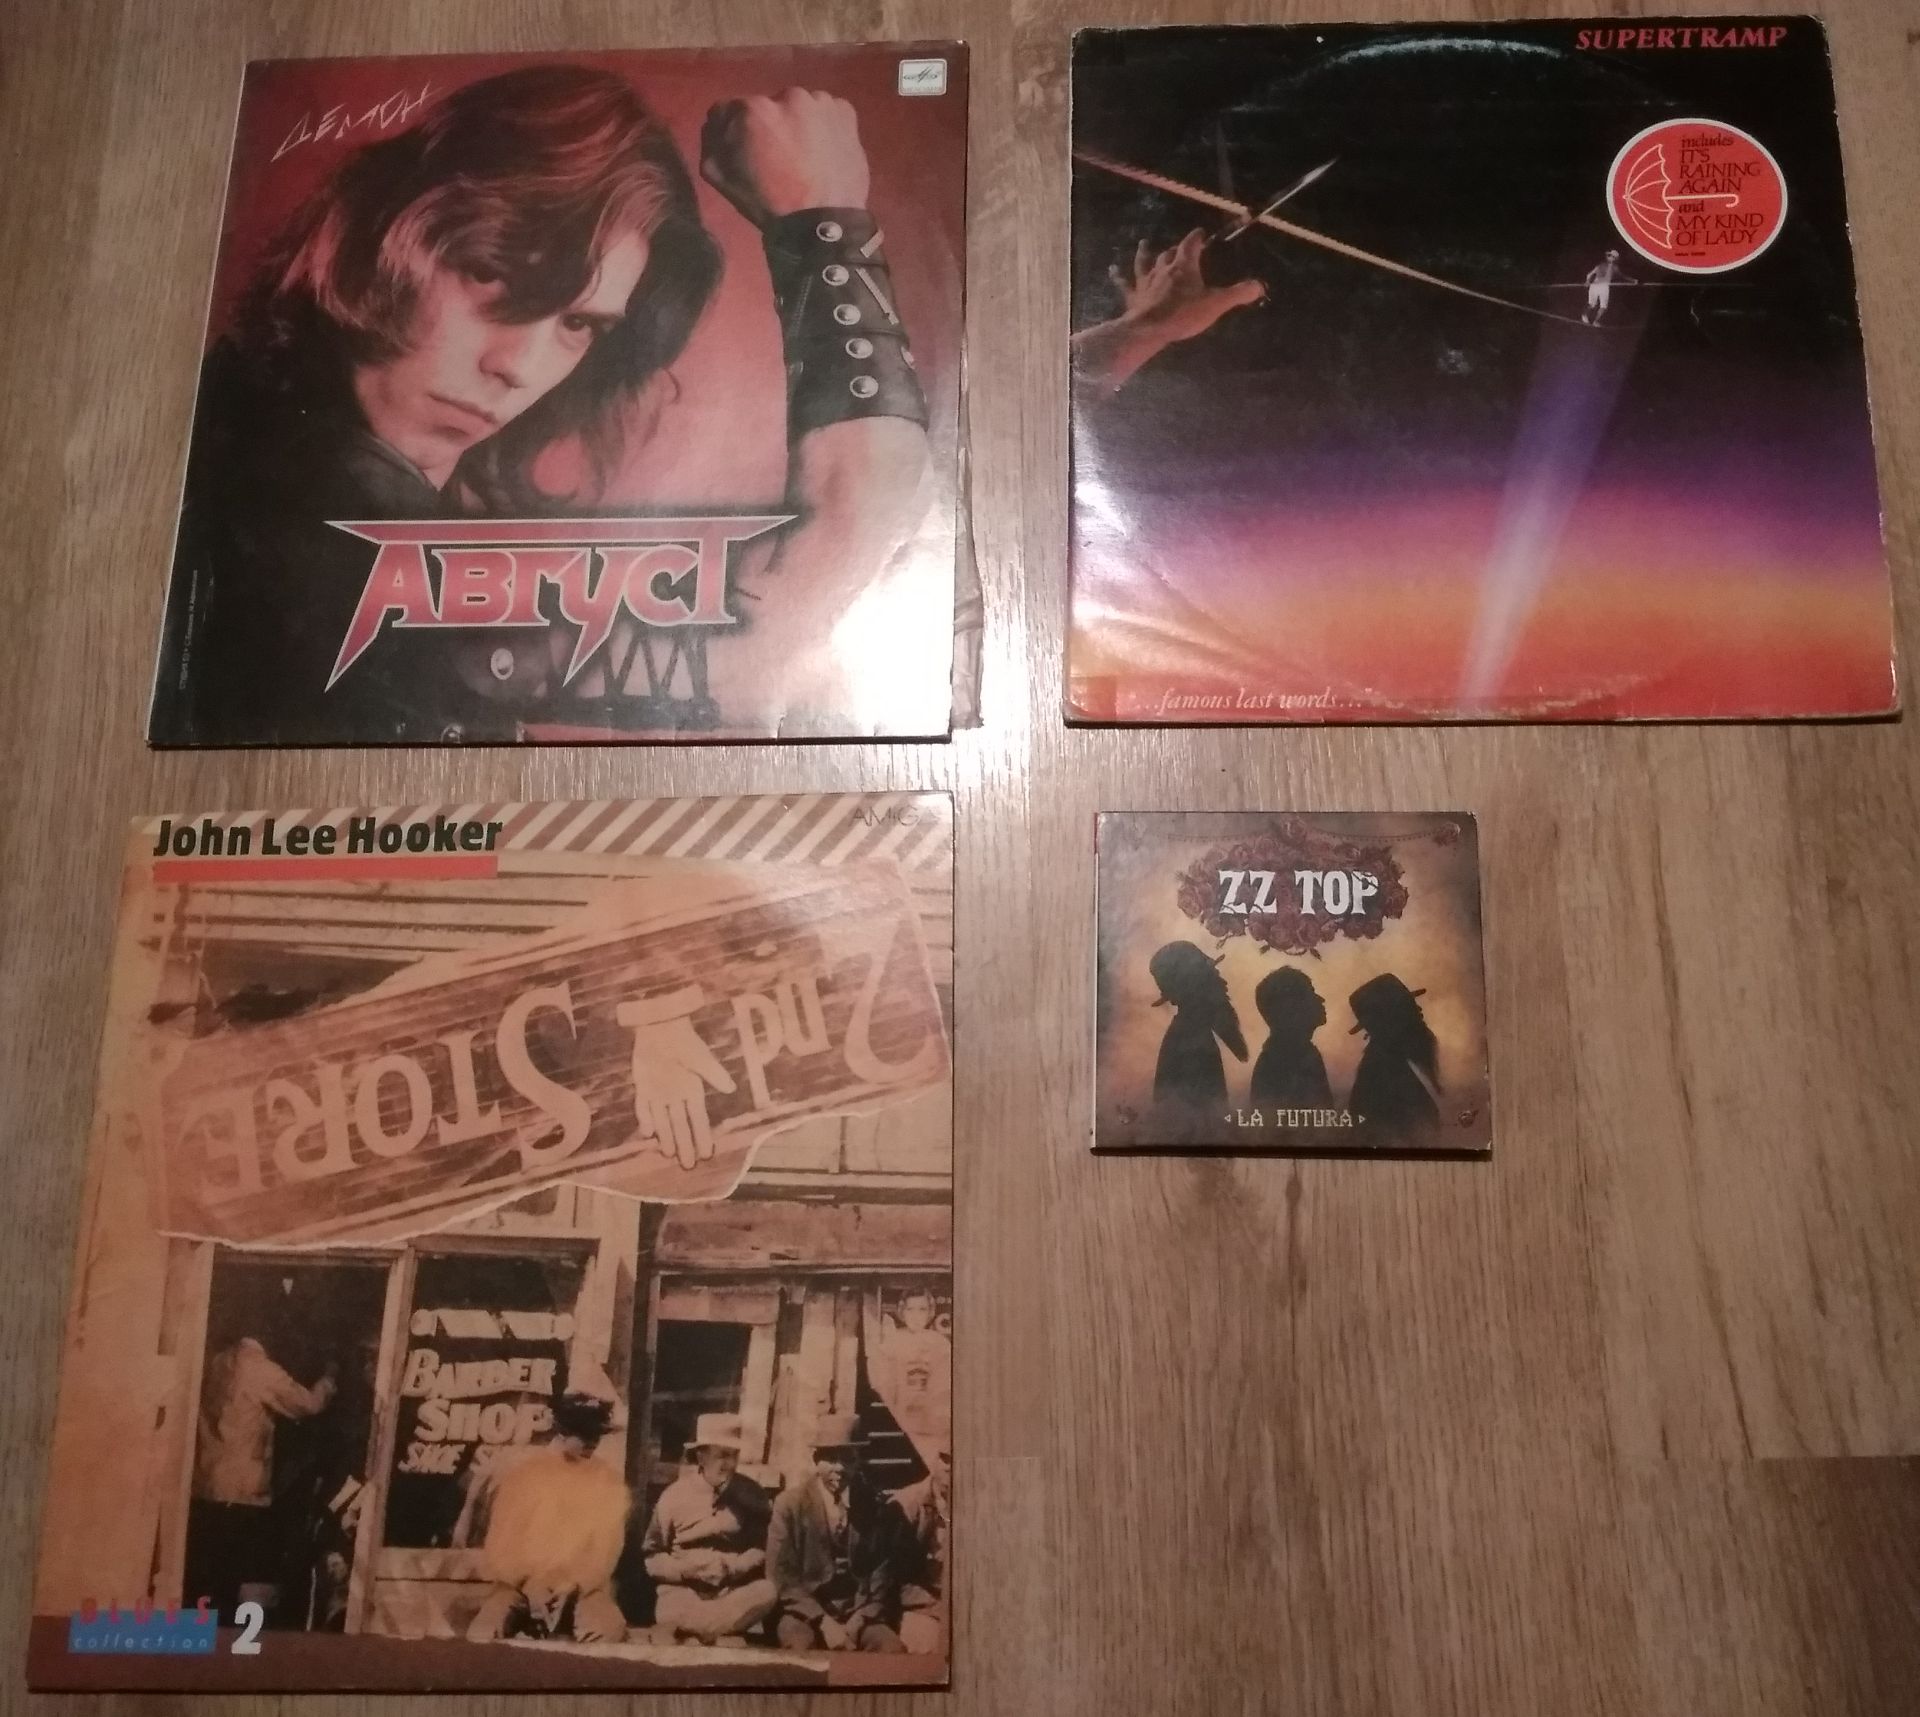 ДЕМОН
АВГУСТ
SUPERTRAMP
includes
IT'S
RAINING
AGAIN
and
MY KIND
OF LADY
"...famous last words..."
John Lee Hooker
AMIGA
2nd STORE
BARBER
SHOP
BLUES
collection 2
ZZ TOP
LA FUTURA